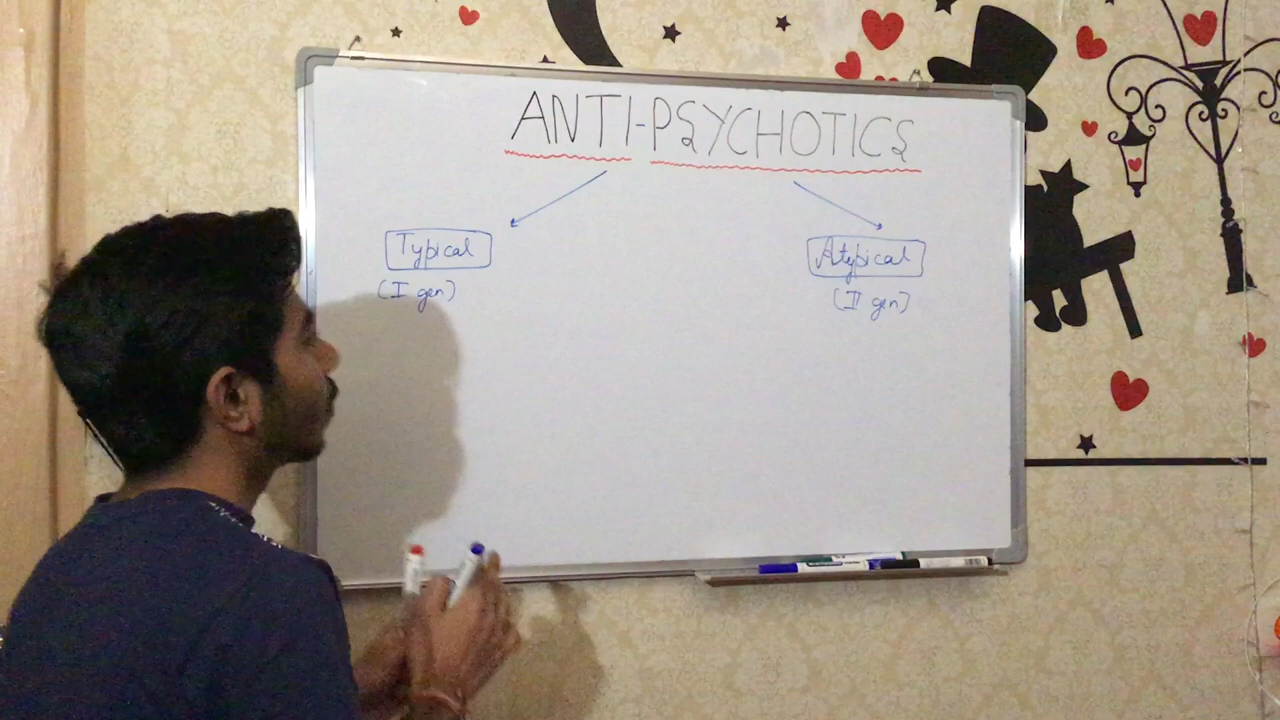 ANTI-PSYCHOTICS
Typical
(I gen)
Atypical
(II gen)